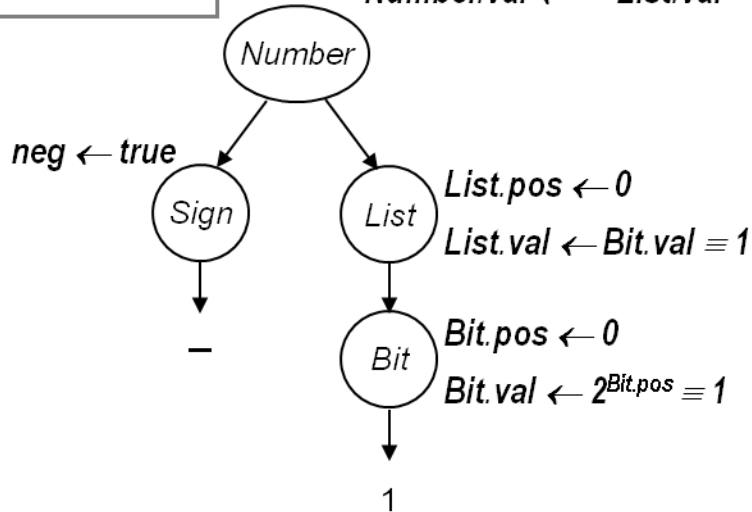 Number
neg ← true
Sign
List
List.pos ← 0
List.val ← Bit.val ≡ 1
–
Bit
Bit.pos ← 0
Bit.val ← 2^Bit.pos ≡ 1
1